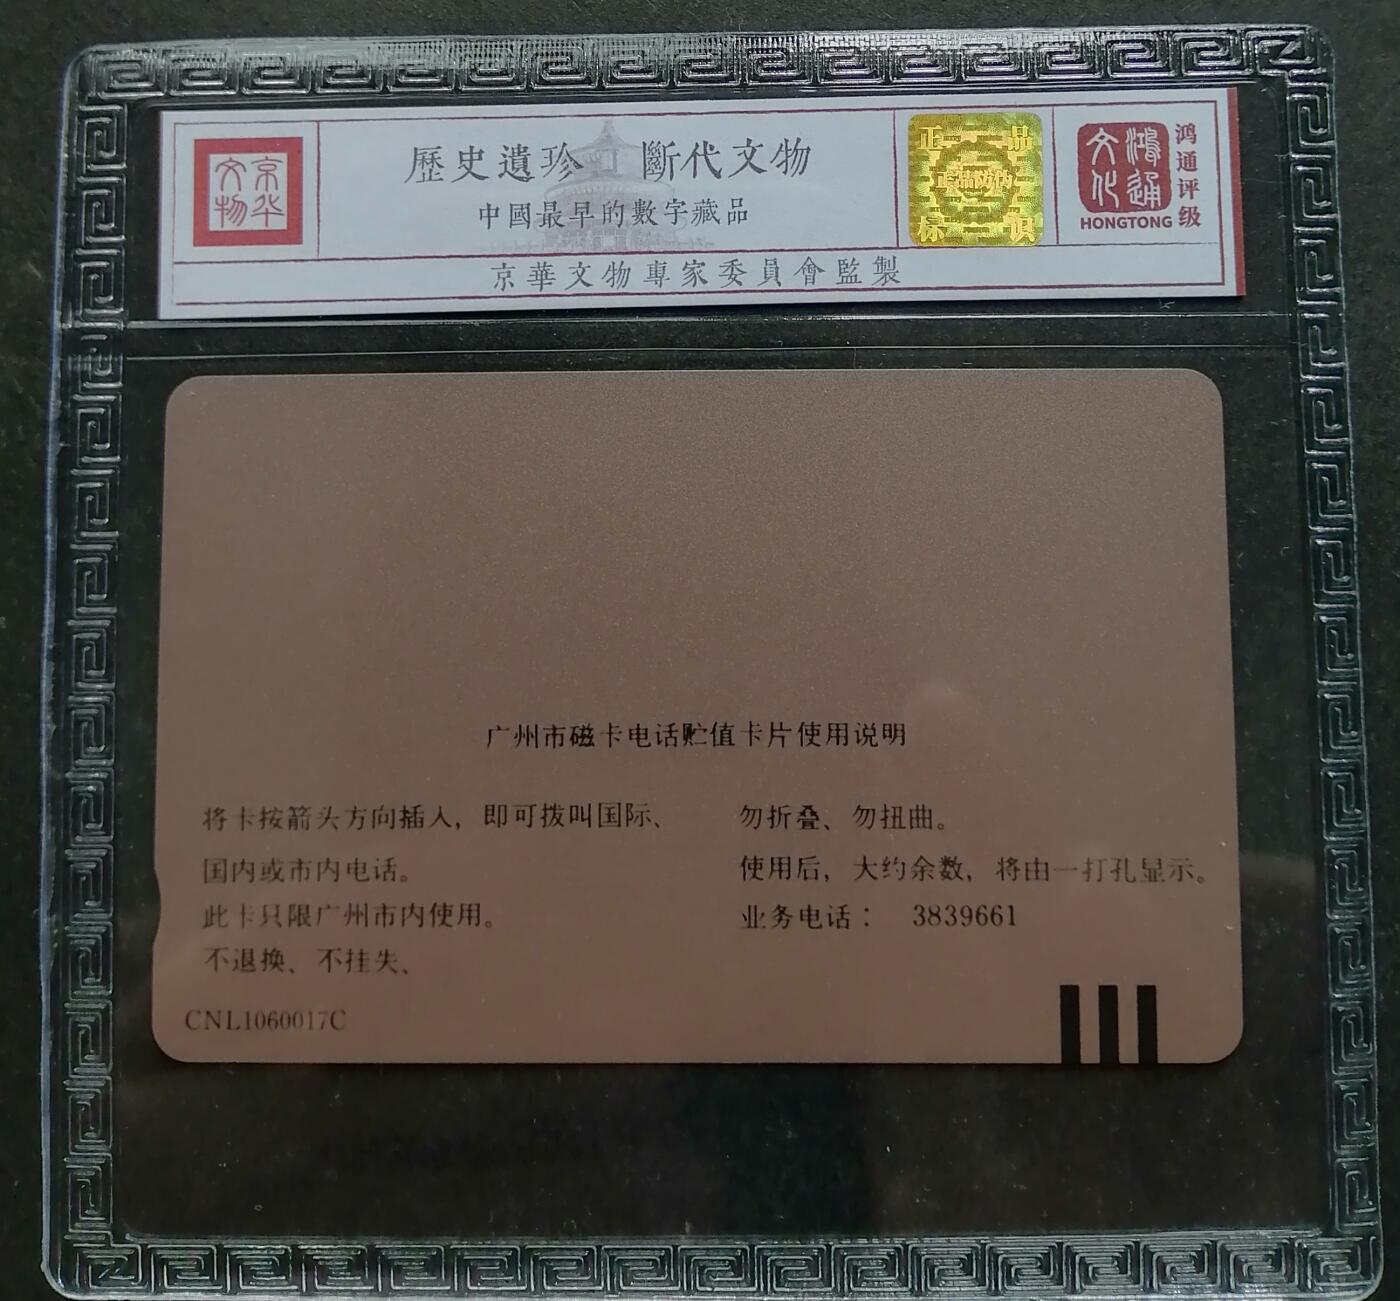 京华文物
歷史遺珍 斷代文物
中國最早的數字藏品
京華文物專家委員會監製
正品
正品防伪
标识
鸿通文化
HONGTONG
鸿通评级
广州市磁卡电话贮值卡片使用说明
将卡按箭头方向插入，即可拨叫国际、
国内或市内电话。
此卡只限广州市内使用。
不退换、不挂失、
勿折叠、勿扭曲。
使用后，大约余数，将由一打孔显示。
业务电话： 3839661
CNL1060017C